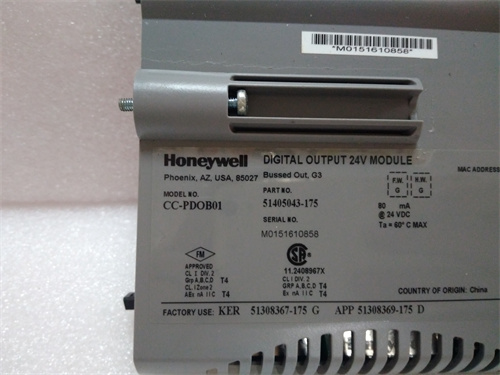 *M0151610858*
Honeywell
Phoenix, AZ, USA, 85027
DIGITAL OUTPUT 24V MODULE
Bussed Out, G3
MAC ADDRESS
MODEL NO.
CC-PDOB01
PART NO.
51405043-175
SERIAL NO.
M0151610858
F.W.
G
H.W.
G
80 mA
@ 24 VDC
Ta = 60° C MAX
FM
APPROVED
CL I DIV. 2
Grp A,B,C,D T4
CL I Zone 2
AEx nA II C T4
SA
11.2408967X
CL I DIV. 2
GRP A,B,C,D T4
Ex nA II C T4
COUNTRY OF ORIGIN: China
FACTORY USE: KER 51308367-175 G APP 51308369-175 D